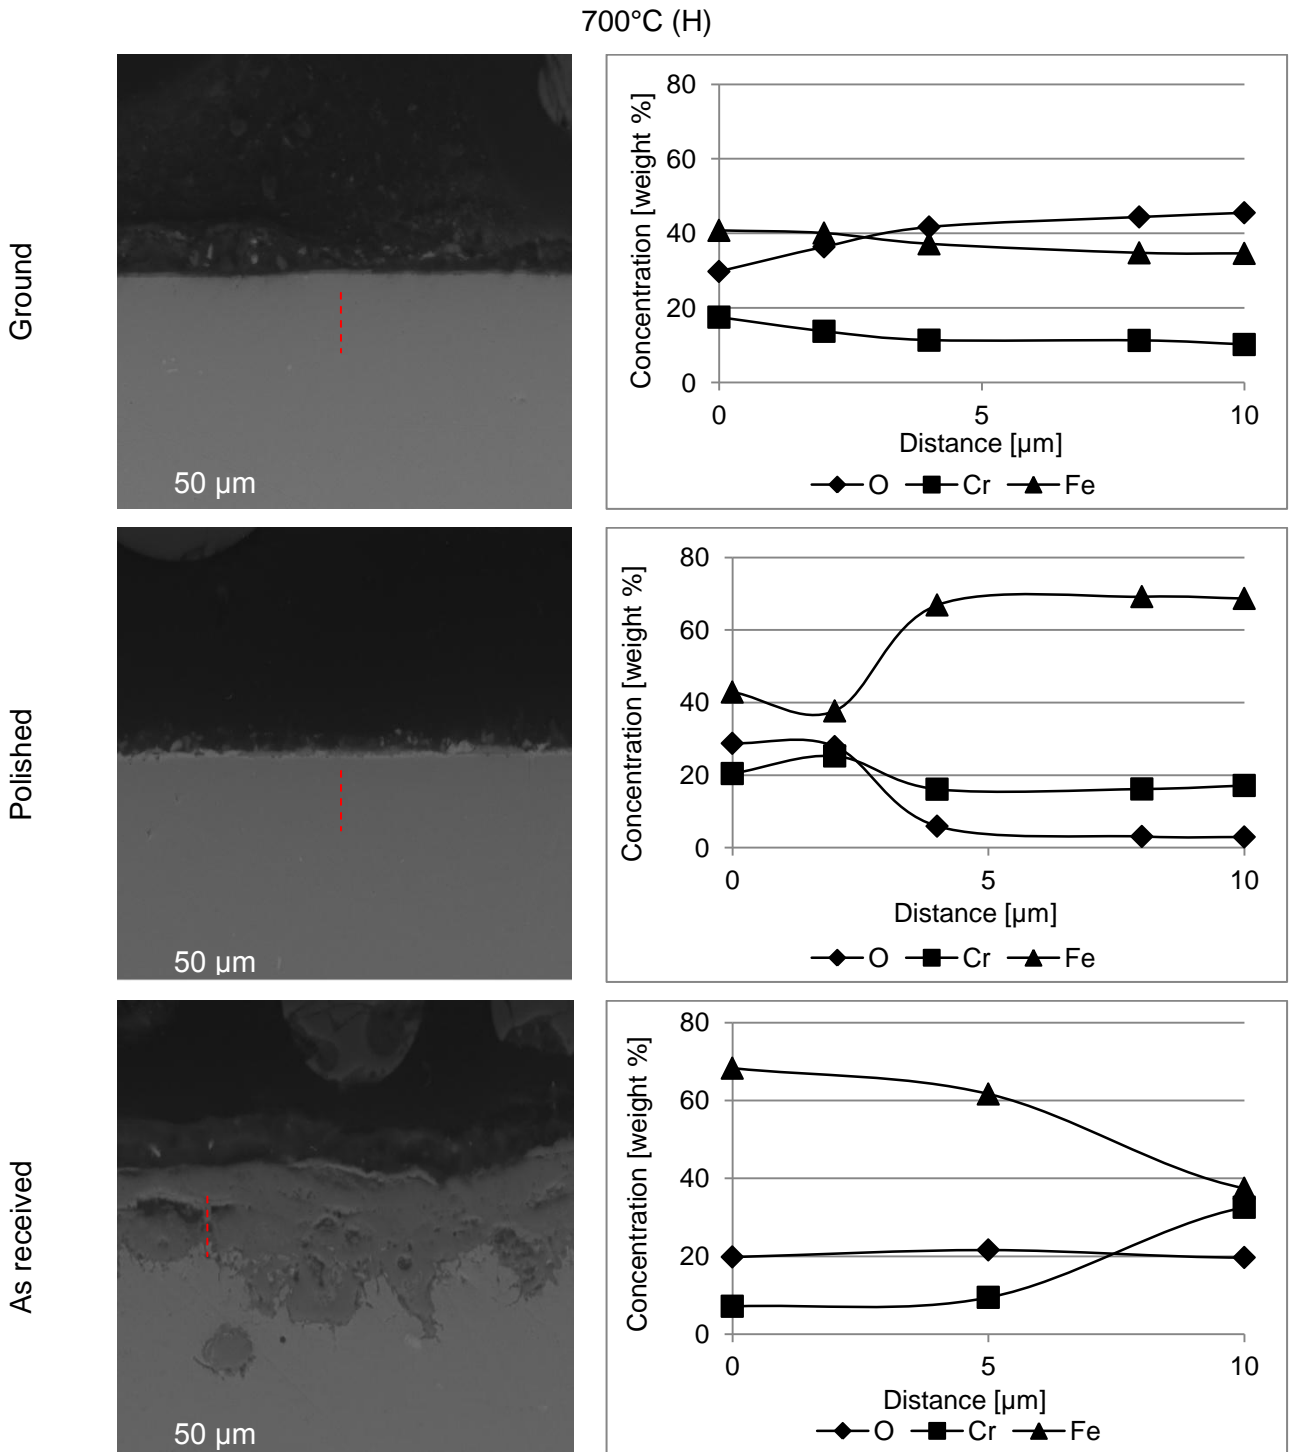 700°C (H)
Ground
50 µm
Concentration [weight %]
80
60
40
20
0
0 5 10
Distance [µm]
O Cr Fe
Polished
50 µm
Concentration [weight %]
80
60
40
20
0
0 5 10
Distance [µm]
O Cr Fe
As received
50 µm
Concentration [weight %]
80
60
40
20
0
0 5 10
Distance [µm]
O Cr Fe